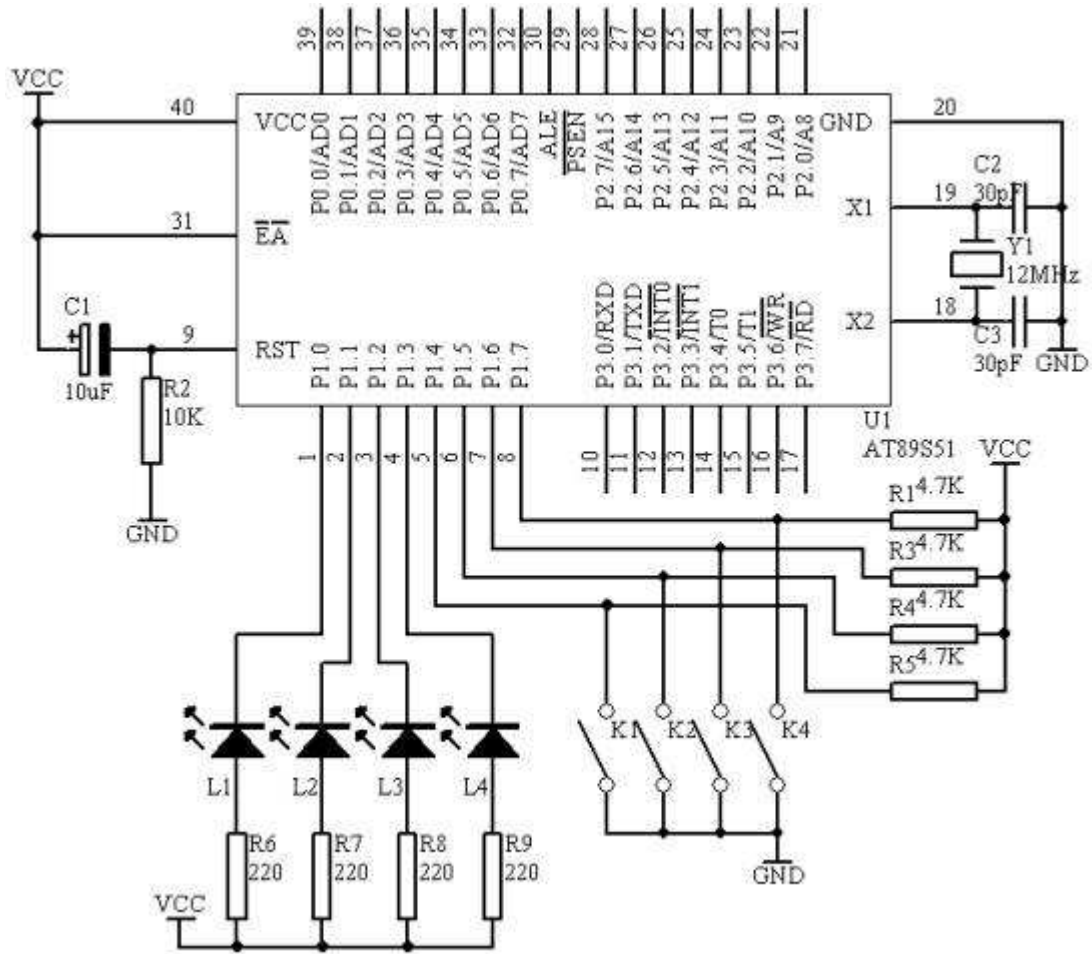 39
38
37
36
35
34
33
32
30
29
28
27
26
25
24
23
22
21
VCC
40
VCC
P0.0/AD0
P0.1/AD1
P0.2/AD2
P0.3/AD3
P0.4/AD4
P0.5/AD5
P0.6/AD6
P0.7/AD7
ALE
PSEN
P2.7/A15
P2.6/A14
P2.5/A13
P2.4/A12
P2.3/A11
P2.2/A10
P2.1/A9
P2.0/A8
GND
20
C2
30pF
31
EA
X1
19
Y1
12MHz
C1
10uF
9
RST
P1.0
P1.1
P1.2
P1.3
P1.4
P1.5
P1.6
P1.7
P3.0/RXD
P3.1/TXD
P3.2/INT0
P3.3/INT1
P3.4/T0
P3.5/T1
P3.6/WR
P3.7/RD
X2
18
C3
30pF
GND
R2
10K
GND
U1
AT89S51
1
2
3
4
5
6
7
8
10
11
12
13
14
15
16
17
VCC
R1 4.7K
R3 4.7K
R4 4.7K
R5 4.7K
K1
K2
K3
K4
L1
L2
L3
L4
R6
220
R7
220
R8
220
R9
220
VCC
GND